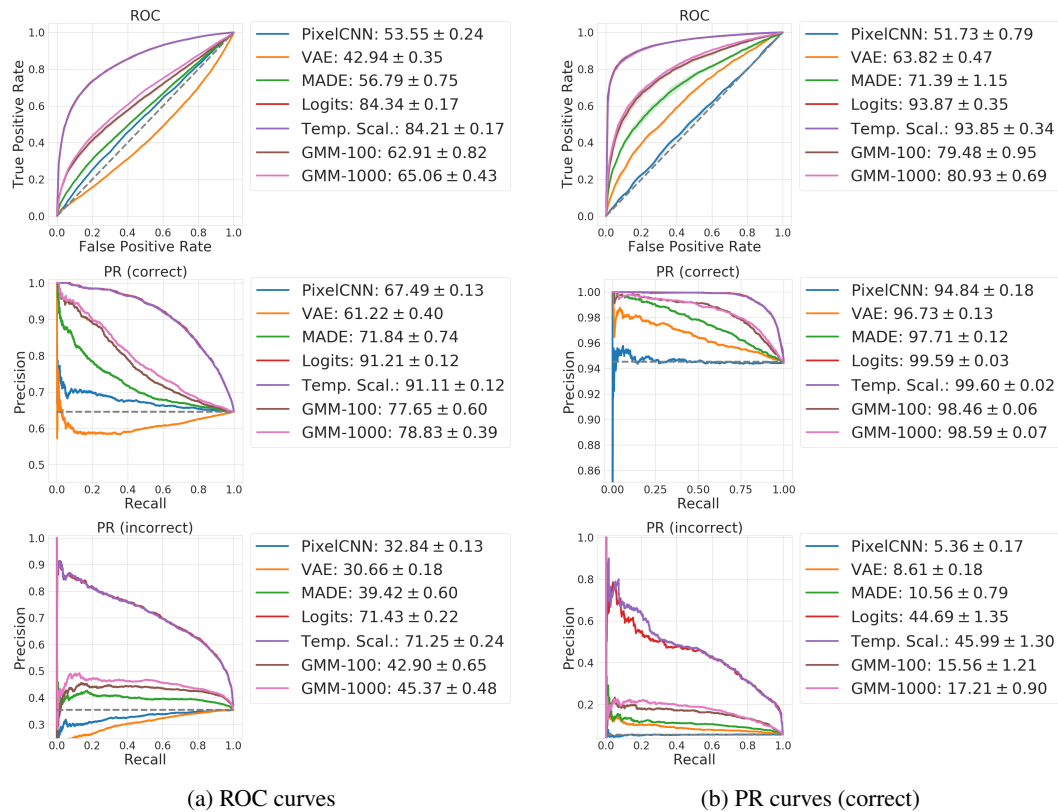 ROC
True Positive Rate
1.0
0.8
0.6
0.4
0.2
0.0
0.0 0.2 0.4 0.6 0.8 1.0
False Positive Rate
PixelCNN: 53.55 ± 0.24
VAE: 42.94 ± 0.35
MADE: 56.79 ± 0.75
Logits: 84.34 ± 0.17
Temp. Scal.: 84.21 ± 0.17
GMM-100: 62.91 ± 0.82
GMM-1000: 65.06 ± 0.43
ROC
True Positive Rate
1.0
0.8
0.6
0.4
0.2
0.0
0.0 0.2 0.4 0.6 0.8 1.0
False Positive Rate
PixelCNN: 51.73 ± 0.79
VAE: 63.82 ± 0.47
MADE: 71.39 ± 1.15
Logits: 93.87 ± 0.35
Temp. Scal.: 93.85 ± 0.34
GMM-100: 79.48 ± 0.95
GMM-1000: 80.93 ± 0.69
PR (correct)
Precision
1.0
0.9
0.8
0.7
0.6
0.5
0.0 0.2 0.4 0.6 0.8 1.0
Recall
PixelCNN: 67.49 ± 0.13
VAE: 61.22 ± 0.40
MADE: 71.84 ± 0.74
Logits: 91.21 ± 0.12
Temp. Scal.: 91.11 ± 0.12
GMM-100: 77.65 ± 0.60
GMM-1000: 78.83 ± 0.39
PR (correct)
Precision
1.00
0.98
0.96
0.94
0.92
0.90
0.88
0.86
0.00 0.25 0.50 0.75 1.00
Recall
PixelCNN: 94.84 ± 0.18
VAE: 96.73 ± 0.13
MADE: 97.71 ± 0.12
Logits: 99.59 ± 0.03
Temp. Scal.: 99.60 ± 0.02
GMM-100: 98.46 ± 0.06
GMM-1000: 98.59 ± 0.07
PR (incorrect)
Precision
1.0
0.9
0.8
0.7
0.6
0.5
0.4
0.3
0.0 0.2 0.4 0.6 0.8 1.0
Recall
PixelCNN: 32.84 ± 0.13
VAE: 30.66 ± 0.18
MADE: 39.42 ± 0.60
Logits: 71.43 ± 0.22
Temp. Scal.: 71.25 ± 0.24
GMM-100: 42.90 ± 0.65
GMM-1000: 45.37 ± 0.48
PR (incorrect)
Precision
1.0
0.8
0.6
0.4
0.2
0.0 0.2 0.4 0.6 0.8 1.0
Recall
PixelCNN: 5.36 ± 0.17
VAE: 8.61 ± 0.18
MADE: 10.56 ± 0.79
Logits: 44.69 ± 1.35
Temp. Scal.: 45.99 ± 1.30
GMM-100: 15.56 ± 1.21
GMM-1000: 17.21 ± 0.90
(a) ROC curves
(b) PR curves (correct)